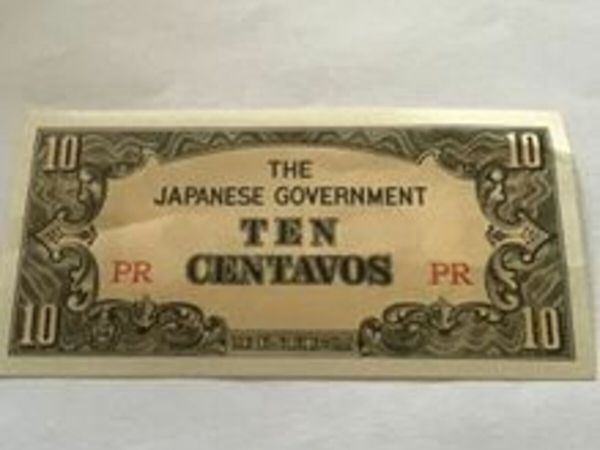 10 10
THE
JAPANESE GOVERNMENT
TEN
PR CENTAVOS PR
10 10